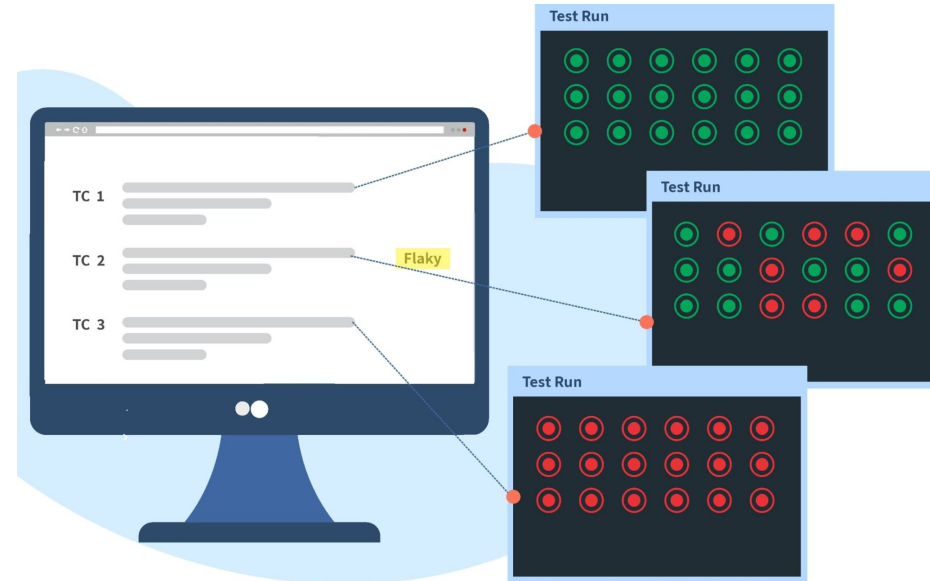 Test Run
TC 1
Test Run
TC 2
Flaky
TC 3
Test Run